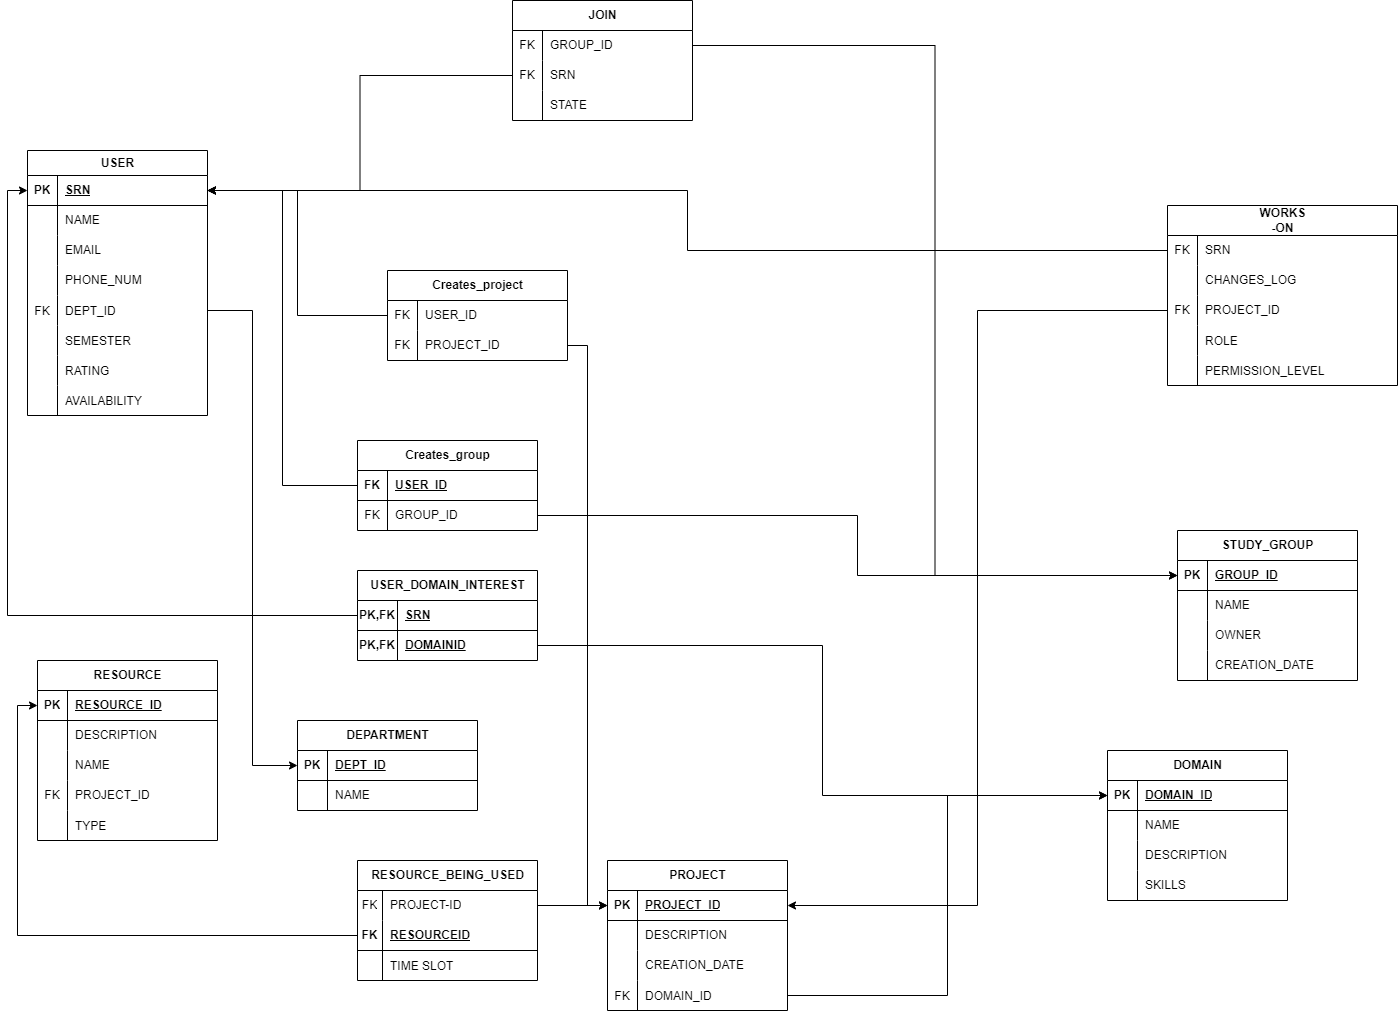 JOIN
FK GROUP_ID
FK SRN
STATE
USER
PK SRN
NAME
EMAIL
PHONE_NUM
FK DEPT_ID
SEMESTER
RATING
AVAILABILITY
WORKS
-ON
FK SRN
CHANGES_LOG
FK PROJECT_ID
ROLE
PERMISSION_LEVEL
Creates_project
FK USER_ID
FK PROJECT_ID
Creates_group
FK USER_ID
FK GROUP_ID
STUDY_GROUP
PK GROUP_ID
NAME
OWNER
CREATION_DATE
USER_DOMAIN_INTEREST
PK,FK SRN
PK,FK DOMAINID
RESOURCE
PK RESOURCE_ID
DESCRIPTION
NAME
FK PROJECT_ID
TYPE
DEPARTMENT
PK DEPT_ID
NAME
DOMAIN
PK DOMAIN_ID
NAME
DESCRIPTION
SKILLS
RESOURCE_BEING_USED
FK PROJECT-ID
FK RESOURCEID
TIME SLOT
PROJECT
PK PROJECT_ID
DESCRIPTION
CREATION_DATE
FK DOMAIN_ID